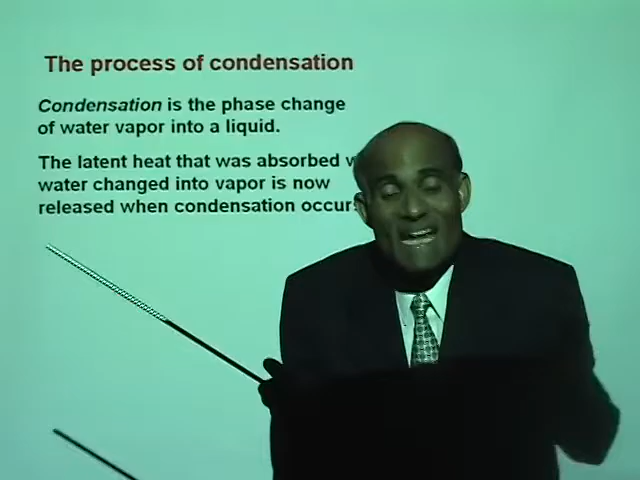 The process of condensation
Condensation is the phase change
of water vapor into a liquid.
The latent heat that was absorbed
water changed into vapor is now
released when condensation occurs